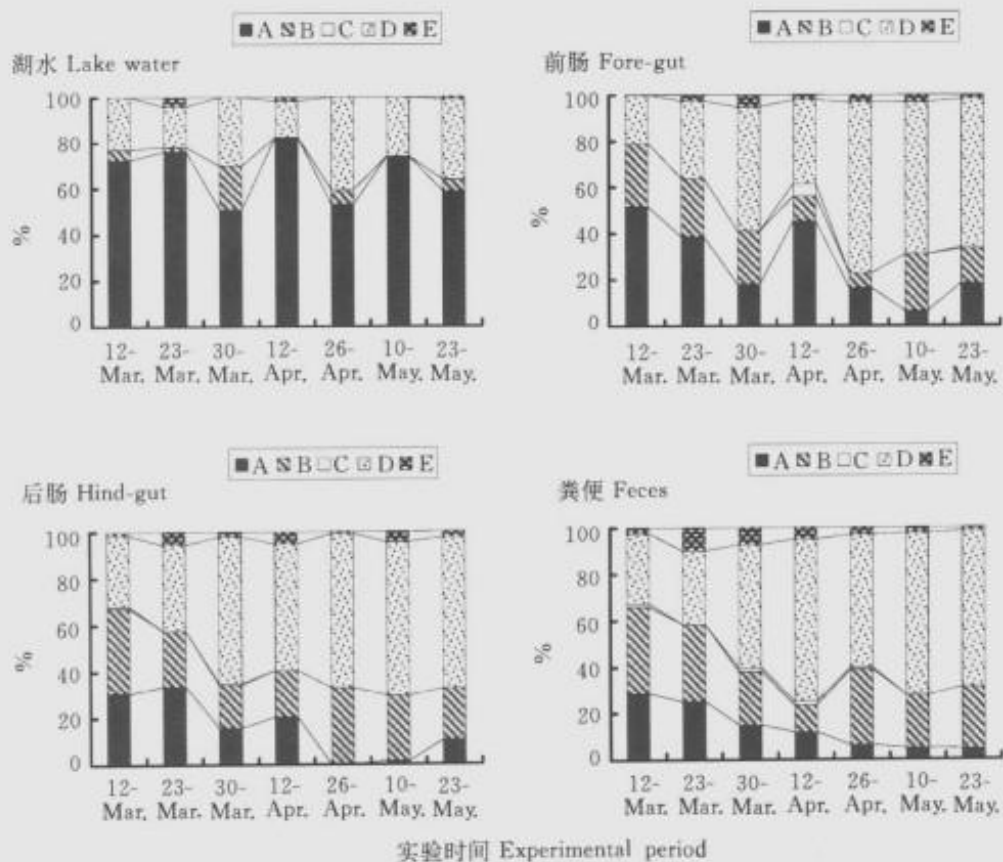 ■A▧B□C▨D▩E
■A▧B□C▨D▩E
湖水 Lake water
前肠 Fore-gut
100
80
60
40
20
0
%
12-Mar.
23-Mar.
30-Mar.
12-Apr.
26-Apr.
10-May.
23-May.
100
80
60
40
20
0
%
12-Mar.
23-Mar.
30-Mar.
12-Apr.
26-Apr.
10-May.
23-May.
■A▧B□C▨D▩E
■A▧B□C▨D▩E
后肠 Hind-gut
粪便 Feces
100
80
60
40
20
0
%
12-Mar.
23-Mar.
30-Mar.
12-Apr.
26-Apr.
10-May.
23-May.
100
80
60
40
20
0
%
12-Mar.
23-Mar.
30-Mar.
12-Apr.
26-Apr.
10-May.
23-May.
实验时间 Experimental period